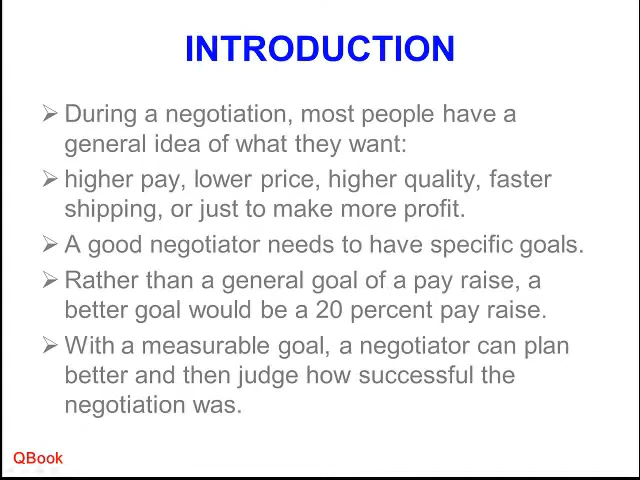 INTRODUCTION
➢ During a negotiation, most people have a
general idea of what they want:
➢ higher pay, lower price, higher quality, faster
shipping, or just to make more profit.
➢ A good negotiator needs to have specific goals.
➢ Rather than a general goal of a pay raise, a
better goal would be a 20 percent pay raise.
➢ With a measurable goal, a negotiator can plan
better and then judge how successful the
negotiation was.
QBook